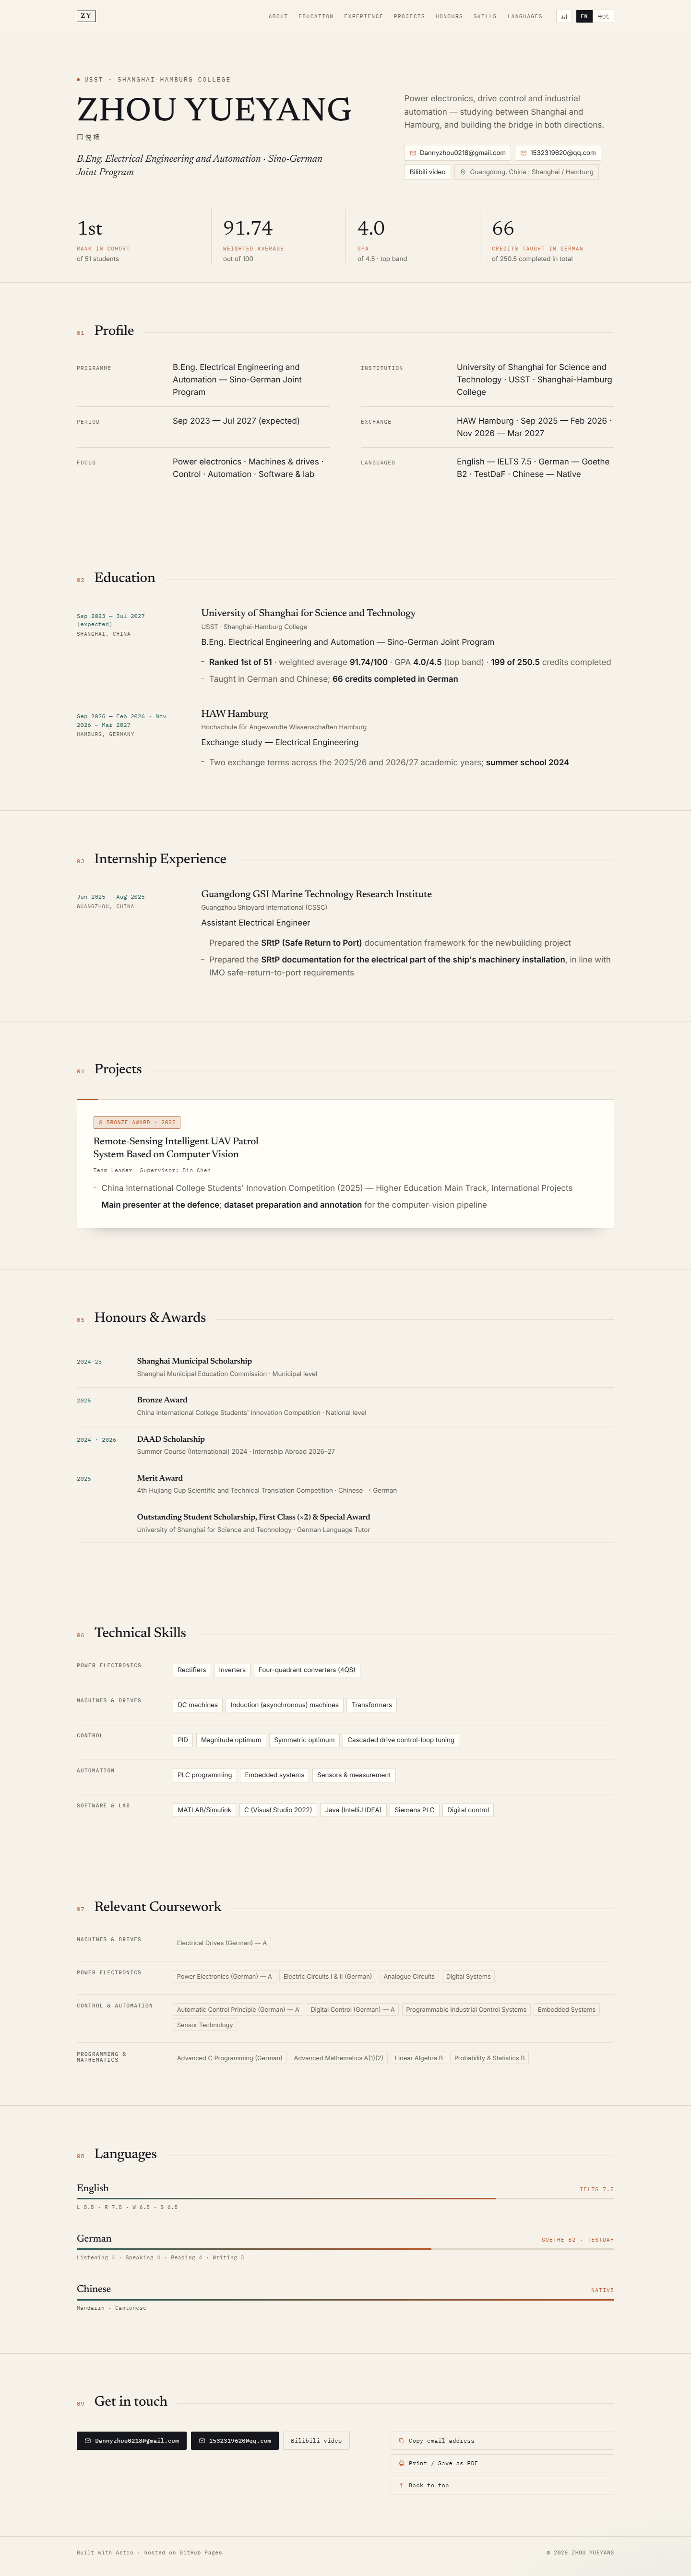 ZY
ABOUT EDUCATION EXPERIENCE PROJECTS HONOURS SKILLS LANGUAGES EN 中文
USST · SHANGHAI-HAMBURG COLLEGE
ZHOU YUEYANG
周悦杨
B.Eng. Electrical Engineering and Automation · Sino-German
Joint Program
Power electronics, drive control and industrial
automation — studying between Shanghai and
Hamburg, and building the bridge in both directions.
Dannyzhou0218@gmail.com 1532319620@qq.com
Bilibili video Guangdong, China · Shanghai / Hamburg
1st
RANK IN COHORT
of 51 students
91.74
WEIGHTED AVERAGE
out of 100
4.0
GPA
of 4.5 · top band
66
CREDITS TAUGHT IN GERMAN
of 250.5 completed in total
01 Profile
PROGRAMME
B.Eng. Electrical Engineering and
Automation — Sino-German Joint
Program
INSTITUTION
University of Shanghai for Science and
Technology · USST · Shanghai-Hamburg
College
PERIOD
Sep 2023 — Jul 2027 (expected)
EXCHANGE
HAW Hamburg · Sep 2025 — Feb 2026 ·
Nov 2026 — Mar 2027
FOCUS
Power electronics · Machines & drives ·
Control · Automation · Software & lab
LANGUAGES
English — IELTS 7.5 · German — Goethe
B2 · TestDaF · Chinese — Native
02 Education
Sep 2023 — Jul 2027
(expected)
SHANGHAI, CHINA
University of Shanghai for Science and Technology
USST · Shanghai-Hamburg College
B.Eng. Electrical Engineering and Automation — Sino-German Joint Program
– Ranked 1st of 51 · weighted average 91.74/100 · GPA 4.0/4.5 (top band) · 199 of 250.5 credits completed
– Taught in German and Chinese; 66 credits completed in German
Sep 2025 — Feb 2026 · Nov
2026 — Mar 2027
HAMBURG, GERMANY
HAW Hamburg
Hochschule für Angewandte Wissenschaften Hamburg
Exchange study — Electrical Engineering
– Two exchange terms across the 2025/26 and 2026/27 academic years; summer school 2024
03 Internship Experience
Jun 2025 — Aug 2025
GUANGZHOU, CHINA
Guangdong GSI Marine Technology Research Institute
Guangzhou Shipyard International (CSSC)
Assistant Electrical Engineer
– Prepared the SRtP (Safe Return to Port) documentation framework for the newbuilding project
– Prepared the SRtP documentation for the electrical part of the ship's machinery installation, in line with
IMO safe-return-to-port requirements
04 Projects
BRONZE AWARD · 2025
Remote-Sensing Intelligent UAV Patrol
System Based on Computer Vision
Team Leader Supervisor: Bin Chen
– China International College Students' Innovation Competition (2025) — Higher Education Main Track, International Projects
– Main presenter at the defence; dataset preparation and annotation for the computer-vision pipeline
05 Honours & Awards
2024–25
Shanghai Municipal Scholarship
Shanghai Municipal Education Commission · Municipal level
2025
Bronze Award
China International College Students' Innovation Competition · National level
2024 · 2026
DAAD Scholarship
Summer Course (International) 2024 · Internship Abroad 2026–27
2025
Merit Award
4th Hujiang Cup Scientific and Technical Translation Competition · Chinese → German
Outstanding Student Scholarship, First Class (×2) & Special Award
University of Shanghai for Science and Technology · German Language Tutor
06 Technical Skills
POWER ELECTRONICS
Rectifiers Inverters Four-quadrant converters (4QS)
MACHINES & DRIVES
DC machines Induction (asynchronous) machines Transformers
CONTROL
PID Magnitude optimum Symmetric optimum Cascaded drive control-loop tuning
AUTOMATION
PLC programming Embedded systems Sensors & measurement
SOFTWARE & LAB
MATLAB/Simulink C (Visual Studio 2022) Java (IntelliJ IDEA) Siemens PLC Digital control
07 Relevant Coursework
MACHINES & DRIVES
Electrical Drives (German) — A
POWER ELECTRONICS
Power Electronics (German) — A Electric Circuits I & II (German) Analogue Circuits Digital Systems
CONTROL & AUTOMATION
Automatic Control Principle (German) — A Digital Control (German) — A Programmable Industrial Control Systems Embedded Systems
Sensor Technology
PROGRAMMING &
MATHEMATICS
Advanced C Programming (German) Advanced Mathematics A(1)(2) Linear Algebra B Probability & Statistics B
08 Languages
English IELTS 7.5
L 8.5 · R 7.5 · W 6.5 · S 6.5
German GOETHE B2 · TESTDAF
Listening 4 · Speaking 4 · Reading 4 · Writing 3
Chinese NATIVE
Mandarin · Cantonese
09 Get in touch
Dannyzhou0218@gmail.com 1532319620@qq.com Bilibili video
Copy email address
Print / Save as PDF
Back to top
Built with Astro · hosted on GitHub Pages
© 2026 ZHOU YUEYANG